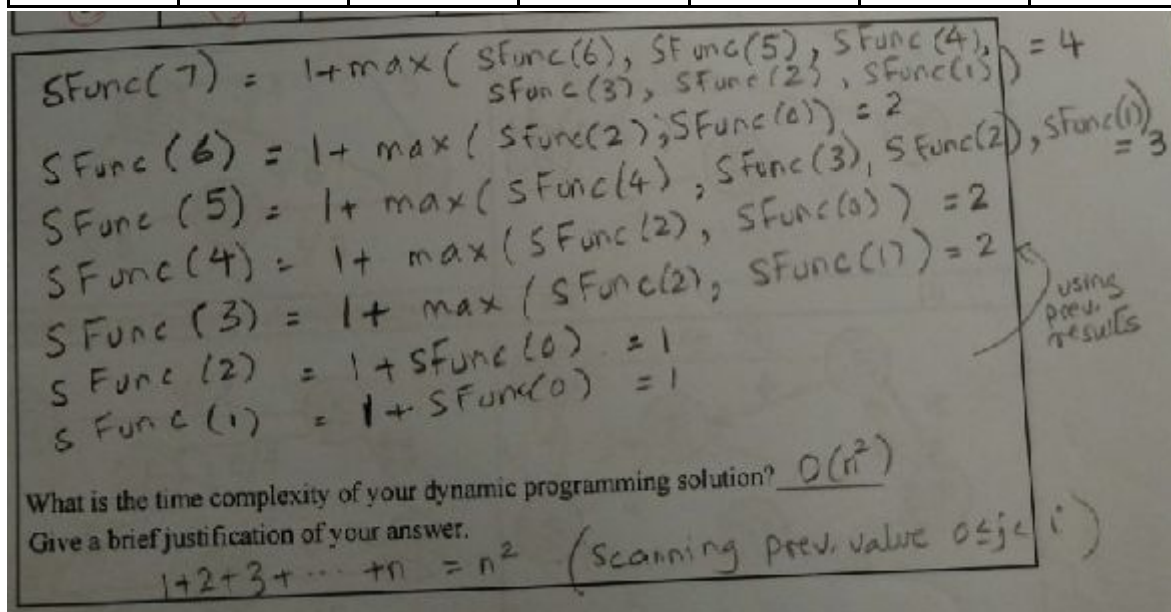 SFunc(7) = 1+max( SFunc(6), SFunc(5), SFunc(4),
SFunc(3), SFunc(2), SFunc(1)) = 4
SFunc(6) = 1+ max( SFunc(2), SFunc(0)) = 2
SFunc(5) = 1+ max( SFunc(4), SFunc(3), SFunc(2), SFunc(1))
= 3
SFunc(4) = 1+ max( SFunc(2), SFunc(0)) = 2
SFunc(3) = 1+ max( SFunc(2), SFunc(1)) = 2
using
prev.
results
SFunc(2) = 1+ SFunc(0) = 1
SFunc(1) = 1+ SFunc(0) = 1
What is the time complexity of your dynamic programming solution? O(n²)
Give a brief justification of your answer.
1+2+3+ ... +n = n² (Scanning prev. value 0≤j<i)